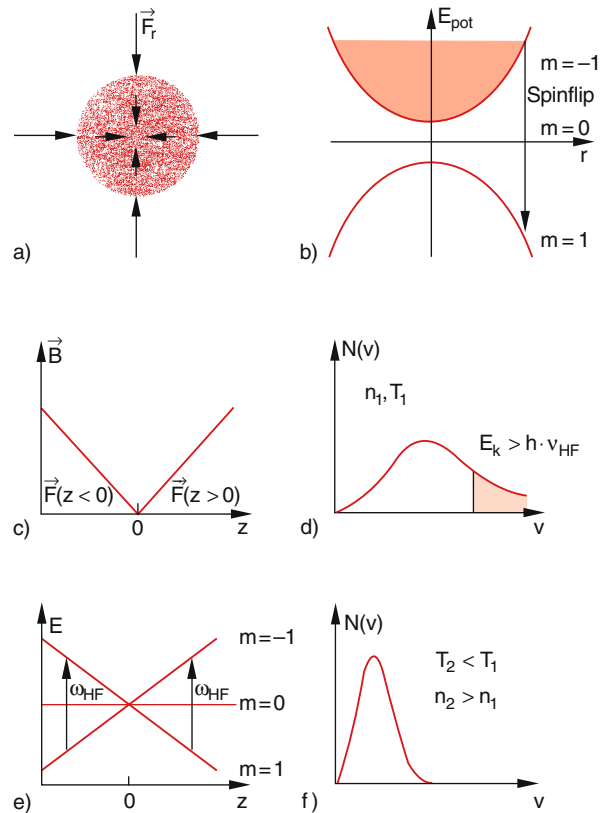 F⃗r
a)
Epot
m = −1
Spinflip
m = 0
r
m = 1
b)
B⃗
F⃗(z < 0)
F⃗(z > 0)
0
z
c)
N(v)
n1, T1
Ek > h · νHF
v
d)
E
m = −1
ωHF
ωHF
m = 0
m = 1
0
z
e)
N(v)
T2 < T1
n2 > n1
v
f)